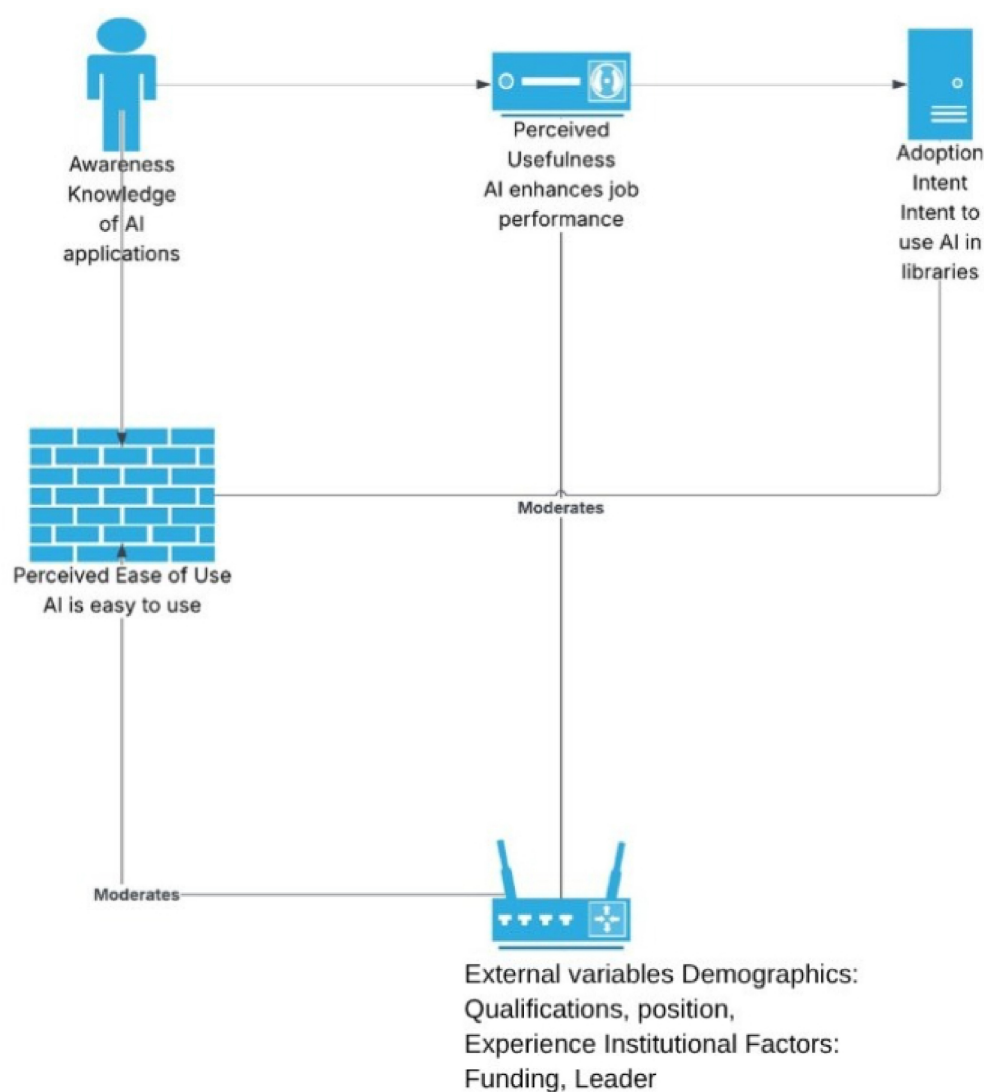 Awareness
Knowledge
of AI
applications
Perceived
Usefulness
AI enhances job
performance
Adoption
Intent
Intent to
use AI in
libraries
Moderates
Perceived Ease of Use
AI is easy to use
Moderates
External variables Demographics:
Qualifications, position,
Experience Institutional Factors:
Funding, Leader